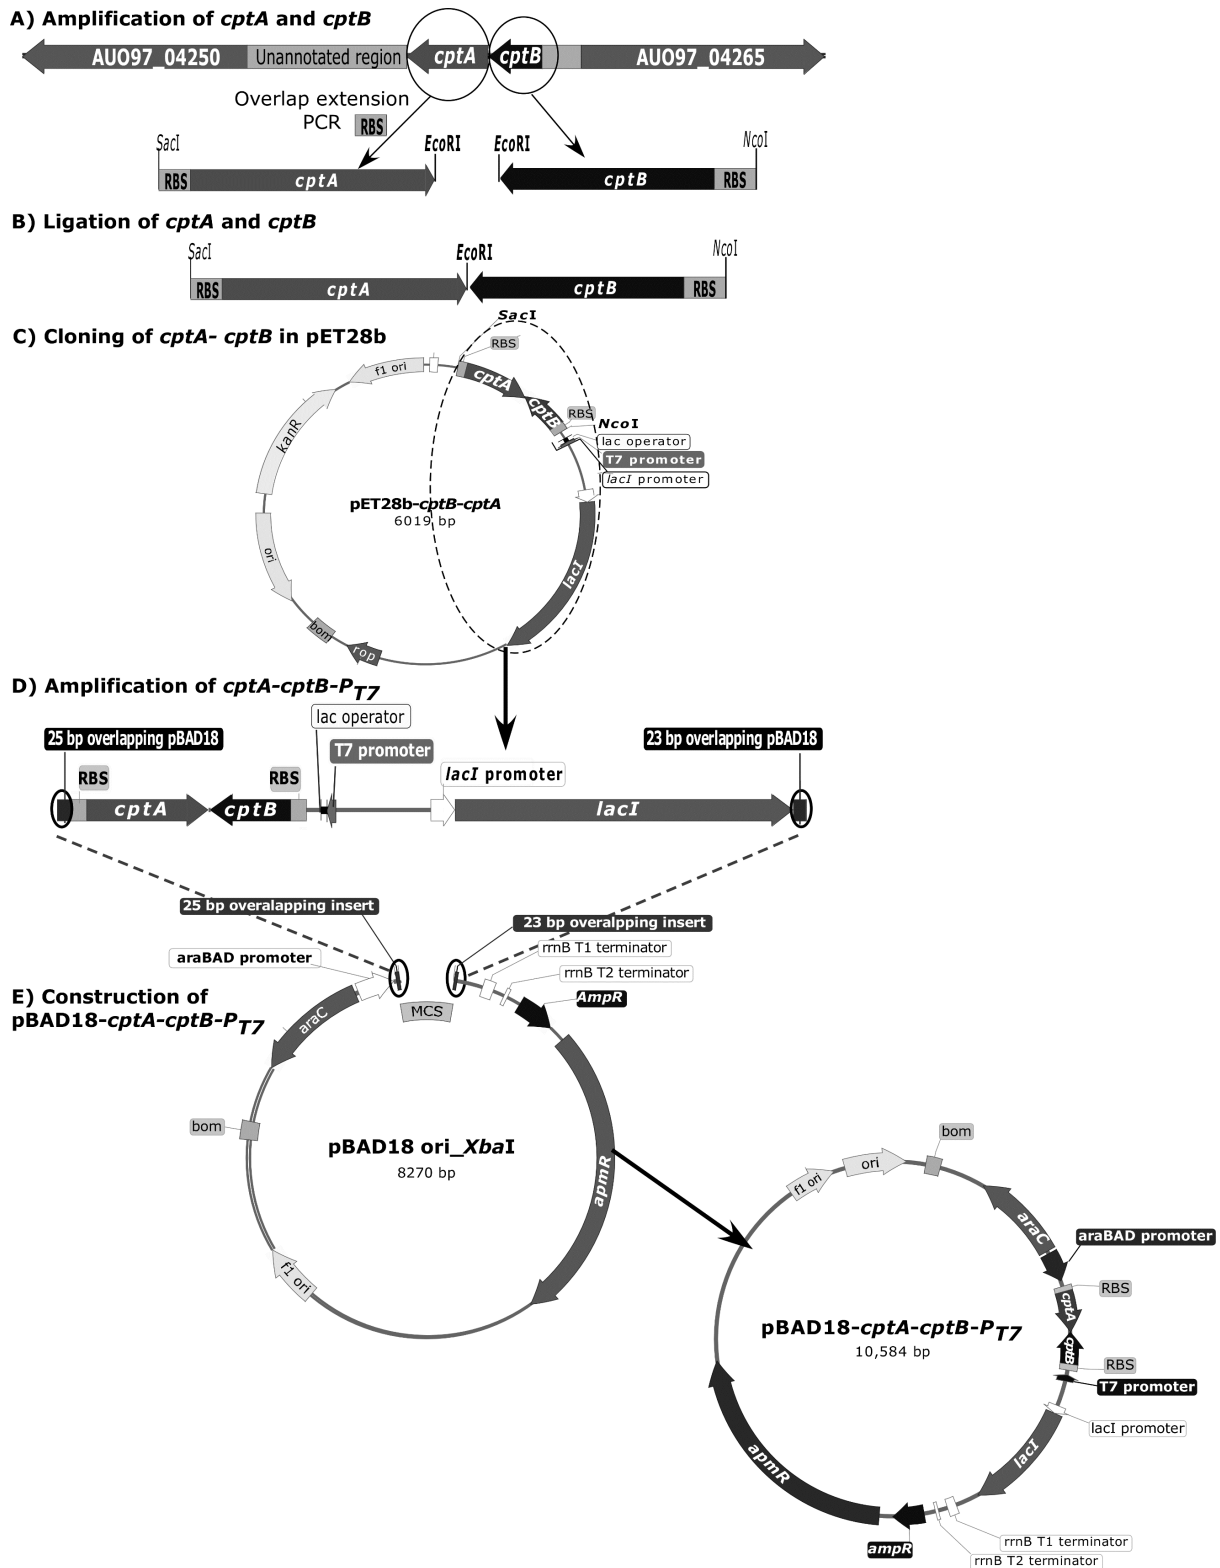 A) Amplification of cptA and cptB
AUO97_04250
Unannotated region
cptA
cptB
AUO97_04265
Overlap extension
PCR
RBS
SacI
EcoRI
EcoRI
NcoI
RBS
cptA
cptB
RBS
B) Ligation of cptA and cptB
SacI
EcoRI
NcoI
RBS
cptA
cptB
RBS
C) Cloning of cptA- cptB in pET28b
SacI
RBS
f1 ori
cptA
cptB
RBS
NcoI
lac operator
T7 promoter
lacI promoter
kanR
pET28b-cptB-cptA
6019 bp
ori
lacI
bom
rop
D) Amplification of cptA-cptB-PT7
lac operator
25 bp overlapping pBAD18
T7 promoter
23 bp overlapping pBAD18
RBS
RBS
lacI promoter
cptA
cptB
lacI
25 bp overalapping insert
23 bp overalpping insert
araBAD promoter
rrnB T1 terminator
rrnB T2 terminator
E) Construction of
pBAD18-cptA-cptB-PT7
AmpR
MCS
araC
bom
pBAD18 ori_XbaI
8270 bp
apmR
f1 ori
bom
ori
f1 ori
araC
araBAD promoter
RBS
cptA
pBAD18-cptA-cptB-PT7
10,584 bp
cptB
RBS
T7 promoter
lacI promoter
lacI
apmR
ampR
rrnB T1 terminator
rrnB T2 terminator